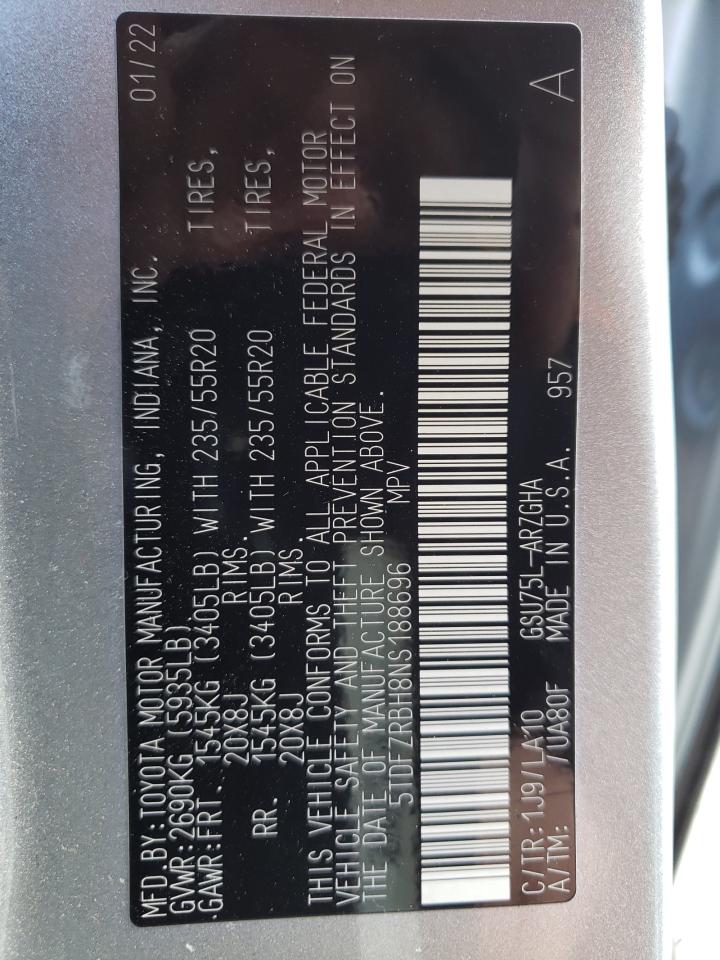 MFD BY:TOYOTA MOTOR MANUFACTURING, INDIANA, INC. 01/22
GVWR:2690KG (5935LB)
GAWR:FRT. 1545KG (3405LB) WITH 235/55R20 TIRES,
20X8J RIMS.
RR. 1545KG (3405LB) WITH 235/55R20 TIRES,
20X8J RIMS.
THIS VEHICLE CONFORMS TO ALL APPLICABLE FEDERAL MOTOR
VEHICLE SAFETY AND THEFT PREVENTION STANDARDS IN EFFECT ON
THE DATE OF MANUFACTURE SHOWN ABOVE.
5TDFZRBH8NS188696 MPV
C/TR:1J9/LA10 GSU75L-ARZGHA
A/TM: /UA80F MADE IN U.S.A. 957 A